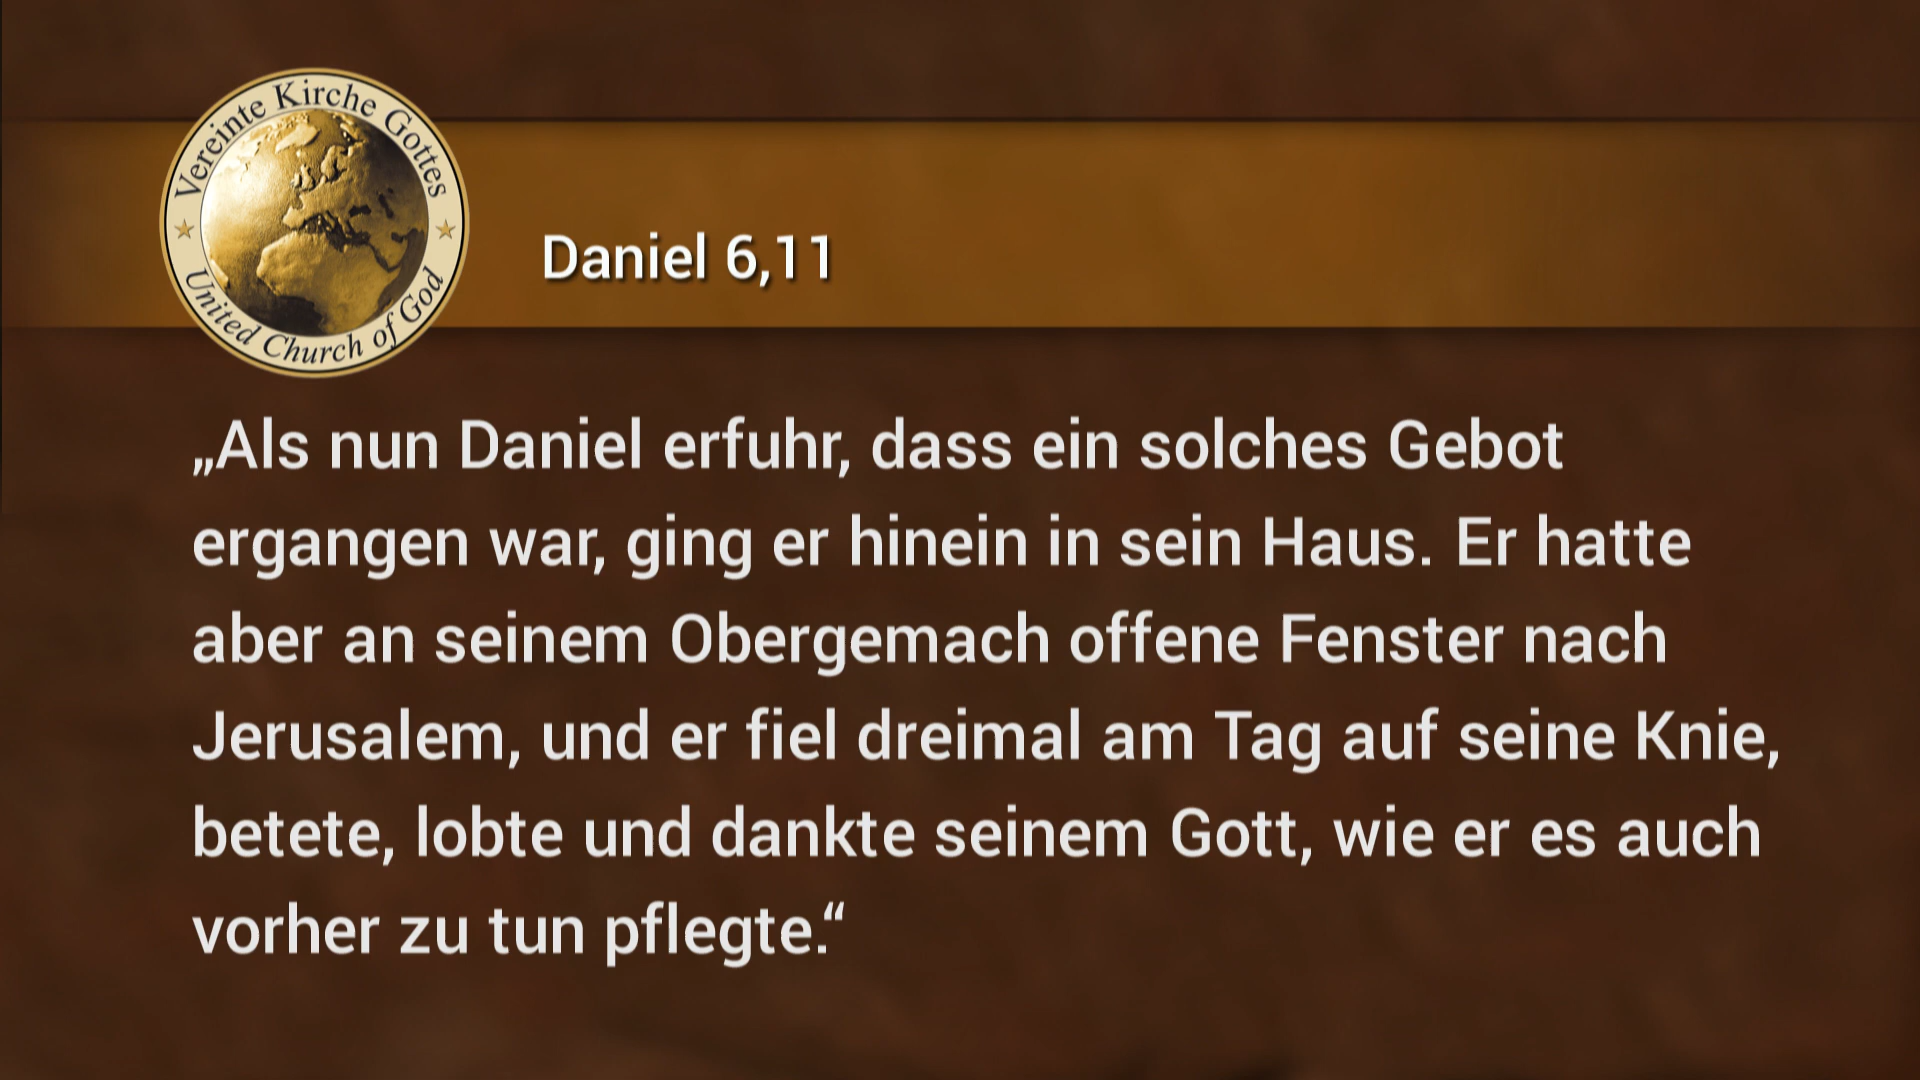 Vereinte Kirche Gottes
United Church of God
Daniel 6,11
„Als nun Daniel erfuhr, dass ein solches Gebot
ergangen war, ging er hinein in sein Haus. Er hatte
aber an seinem Obergemach offene Fenster nach
Jerusalem, und er fiel dreimal am Tag auf seine Knie,
betete, lobte und dankte seinem Gott, wie er es auch
vorher zu tun pflegte.“